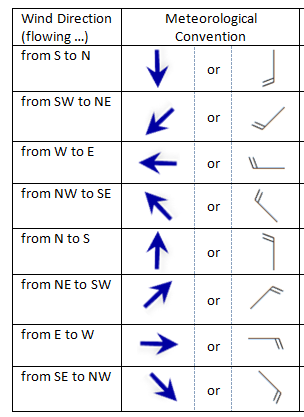 Wind Direction Meteorological
(flowing ...) Convention
from S to N or
from SW to NE or
from W to E or
from NW to SE or
from N to S or
from NE to SW or
from E to W or
from SE to NW or